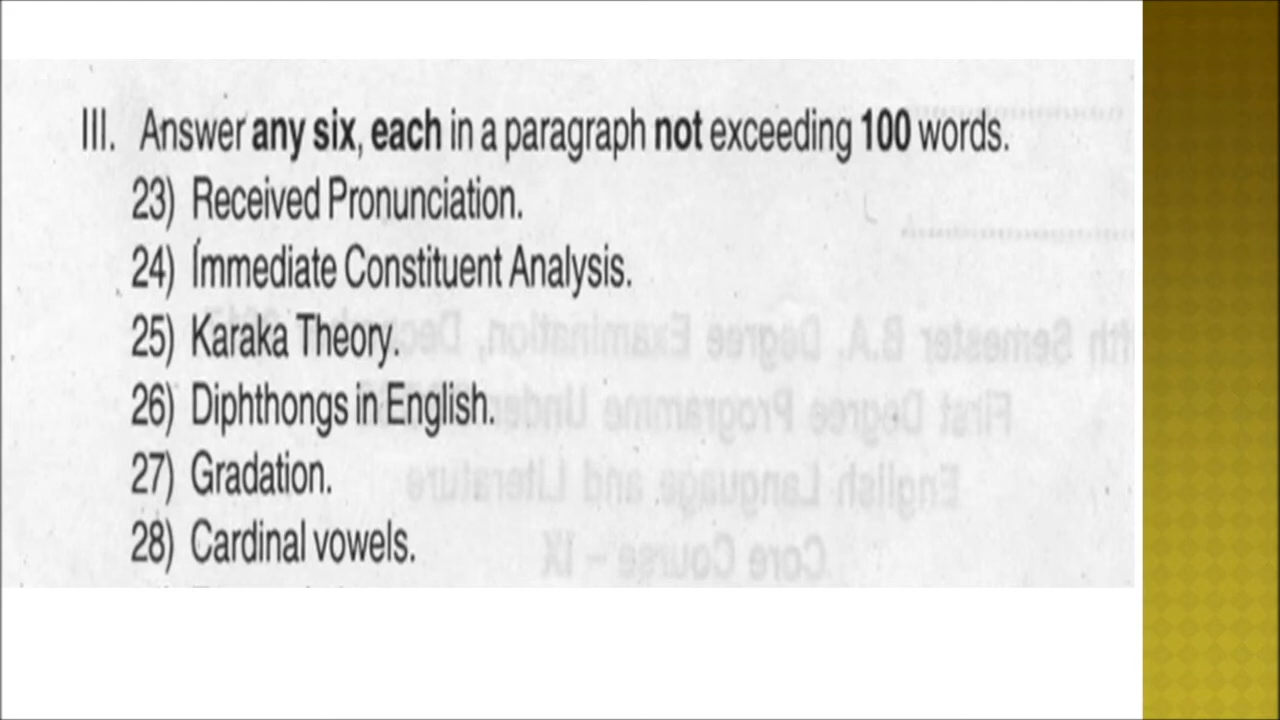 III. Answer any six, each in a paragraph not exceeding 100 words.
23) Received Pronunciation.
24) Immediate Constituent Analysis.
25) Karaka Theory.
26) Diphthongs in English.
27) Gradation.
28) Cardinal vowels.